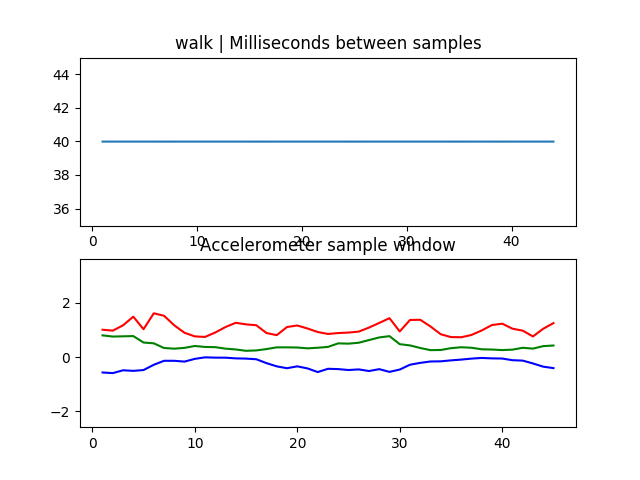 walk | Milliseconds between samples
44
42
40
38
36
0 10 20 30 40
Accelerometer sample window
2
0
−2
0 10 20 30 40